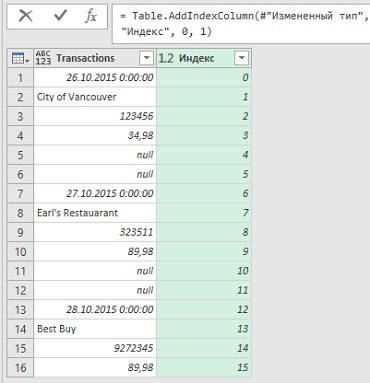 = Table.AddIndexColumn(#"Измененный тип",
"Индекс", 0, 1)
ABC 123 Transactions 1.2 Индекс
1 26.10.2015 0:00:00 0
2 City of Vancouver 1
3 123456 2
4 34,98 3
5 null 4
6 null 5
7 27.10.2015 0:00:00 6
8 Earl's Restauarant 7
9 323511 8
10 89,98 9
11 null 10
12 null 11
13 28.10.2015 0:00:00 12
14 Best Buy 13
15 9272345 14
16 89,98 15